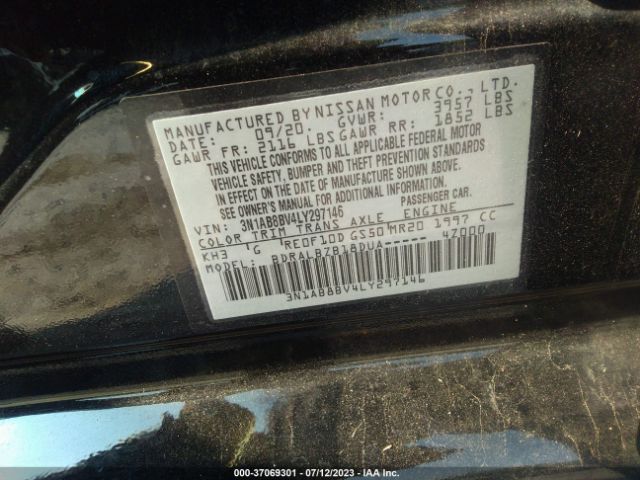 MANUFACTURED BY NISSAN MOTOR CO., LTD.
DATE: 09/20. GVWR: 3957 LBS
GAWR FR: 2116 LBS GAWR RR: 1852 LBS
THIS VEHICLE CONFORMS TO ALL APPLICABLE FEDERAL MOTOR
VEHICLE SAFETY, BUMPER AND THEFT PREVENTION STANDARDS
IN EFFECT ON THE DATE OF MANUFACTURE SHOWN ABOVE.
SEE OWNERS MANUAL FOR ADDITIONAL INFORMATION.
VIN: 3N1AB8BV4LY297146 PASSENGER CAR.
COLOR TRIM TRANS AXLE ENGINE
KH3 G RE0F10D GS50 MR20 1997 CC
MODEL: BDRALBZB18DUA- 47000
3N1AB8BV4LY297146
000-37069301 - 07/12/2023 - IAA Inc.